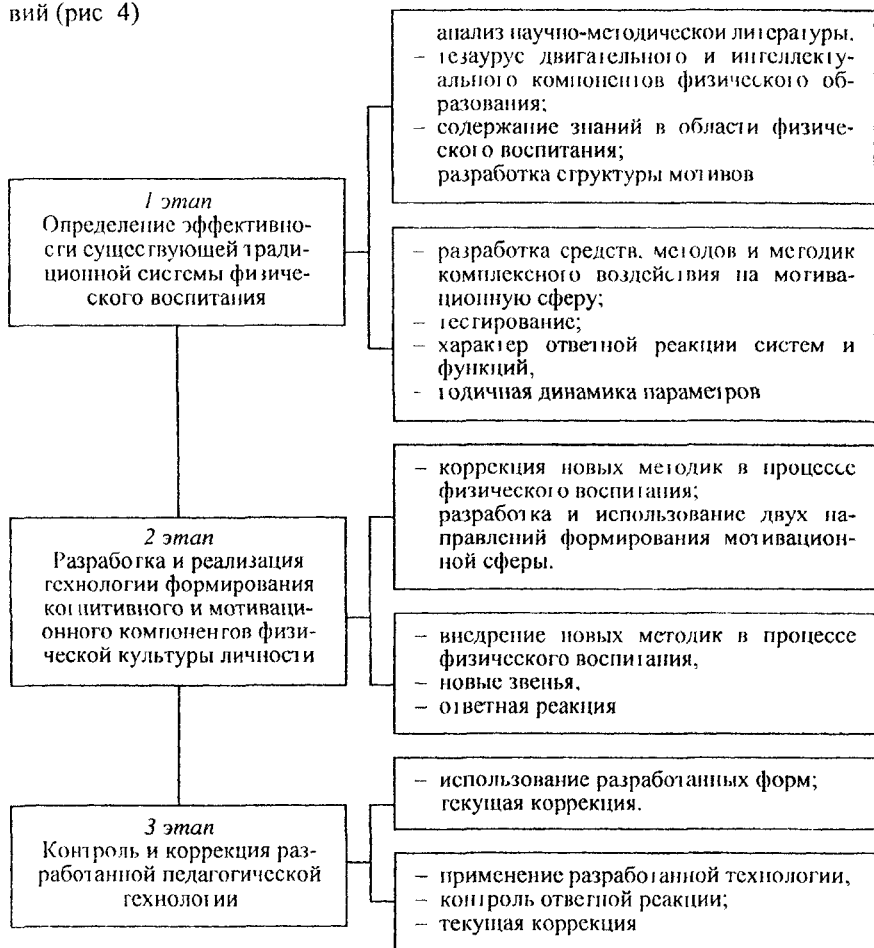 вий (рис 4)
анализ научно-методической литературы.
– тезаурус двигательного и интеллекту-
ального компонентов физического об-
разования;
– содержание знаний в области физиче-
ского воспитания;
разработка структуры мотивов
1 этап
Определение эффективно-
сти существующей тради-
ционной системы физиче-
ского воспитания
– разработка средств, методов и методик
комплексного воздействия на мотива-
ционную сферу;
– тестирование;
– характер ответной реакции систем и
функций,
- годичная динамика параметров
– коррекция новых методик в процессе
физического воспитания;
разработка и использование двух на-
правлений формирования мотивацион-
ной сферы.
2 этап
Разработка и реализация
технологии формирования
когнитивного и мотиваци-
онного компонентов физи-
ческой культуры личности
– внедрение новых методик в процессе
физического воспитания,
– новые звенья,
– ответная реакция
– использование разработанных форм;
текущая коррекция.
3 этап
Контроль и коррекция раз-
работанной педагогической
технологии
– применение разработанной технологии,
– контроль ответной реакции;
– текущая коррекция